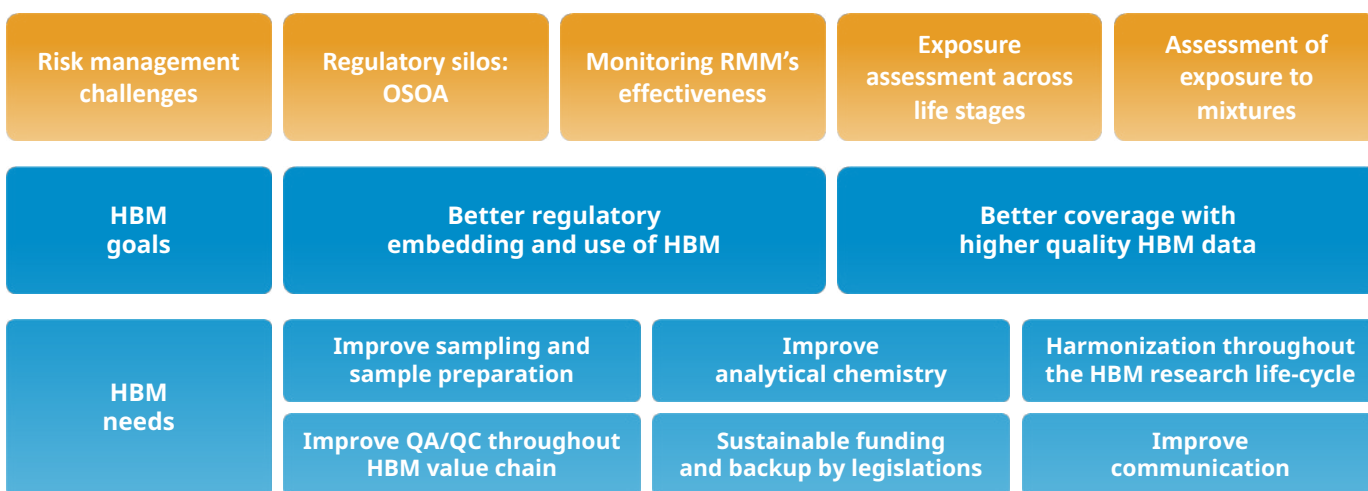 Risk management
challenges
Regulatory silos:
OSOA
Monitoring RMM's
effectiveness
Exposure
assessment across
life stages
Assessment of
exposure to
mixtures
HBM
goals
Better regulatory
embedding and use of HBM
Better coverage with
higher quality HBM data
HBM
needs
Improve sampling and
sample preparation
Improve
analytical chemistry
Harmonization throughout
the HBM research life-cycle
Improve QA/QC throughout
HBM value chain
Sustainable funding
and backup by legislations
Improve
communication